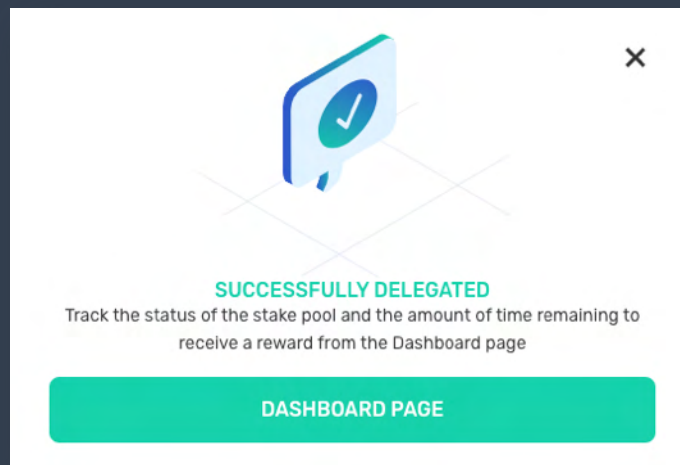 SUCCESSFULLY DELEGATED
Track the status of the stake pool and the amount of time remaining to
receive a reward from the Dashboard page
DASHBOARD PAGE